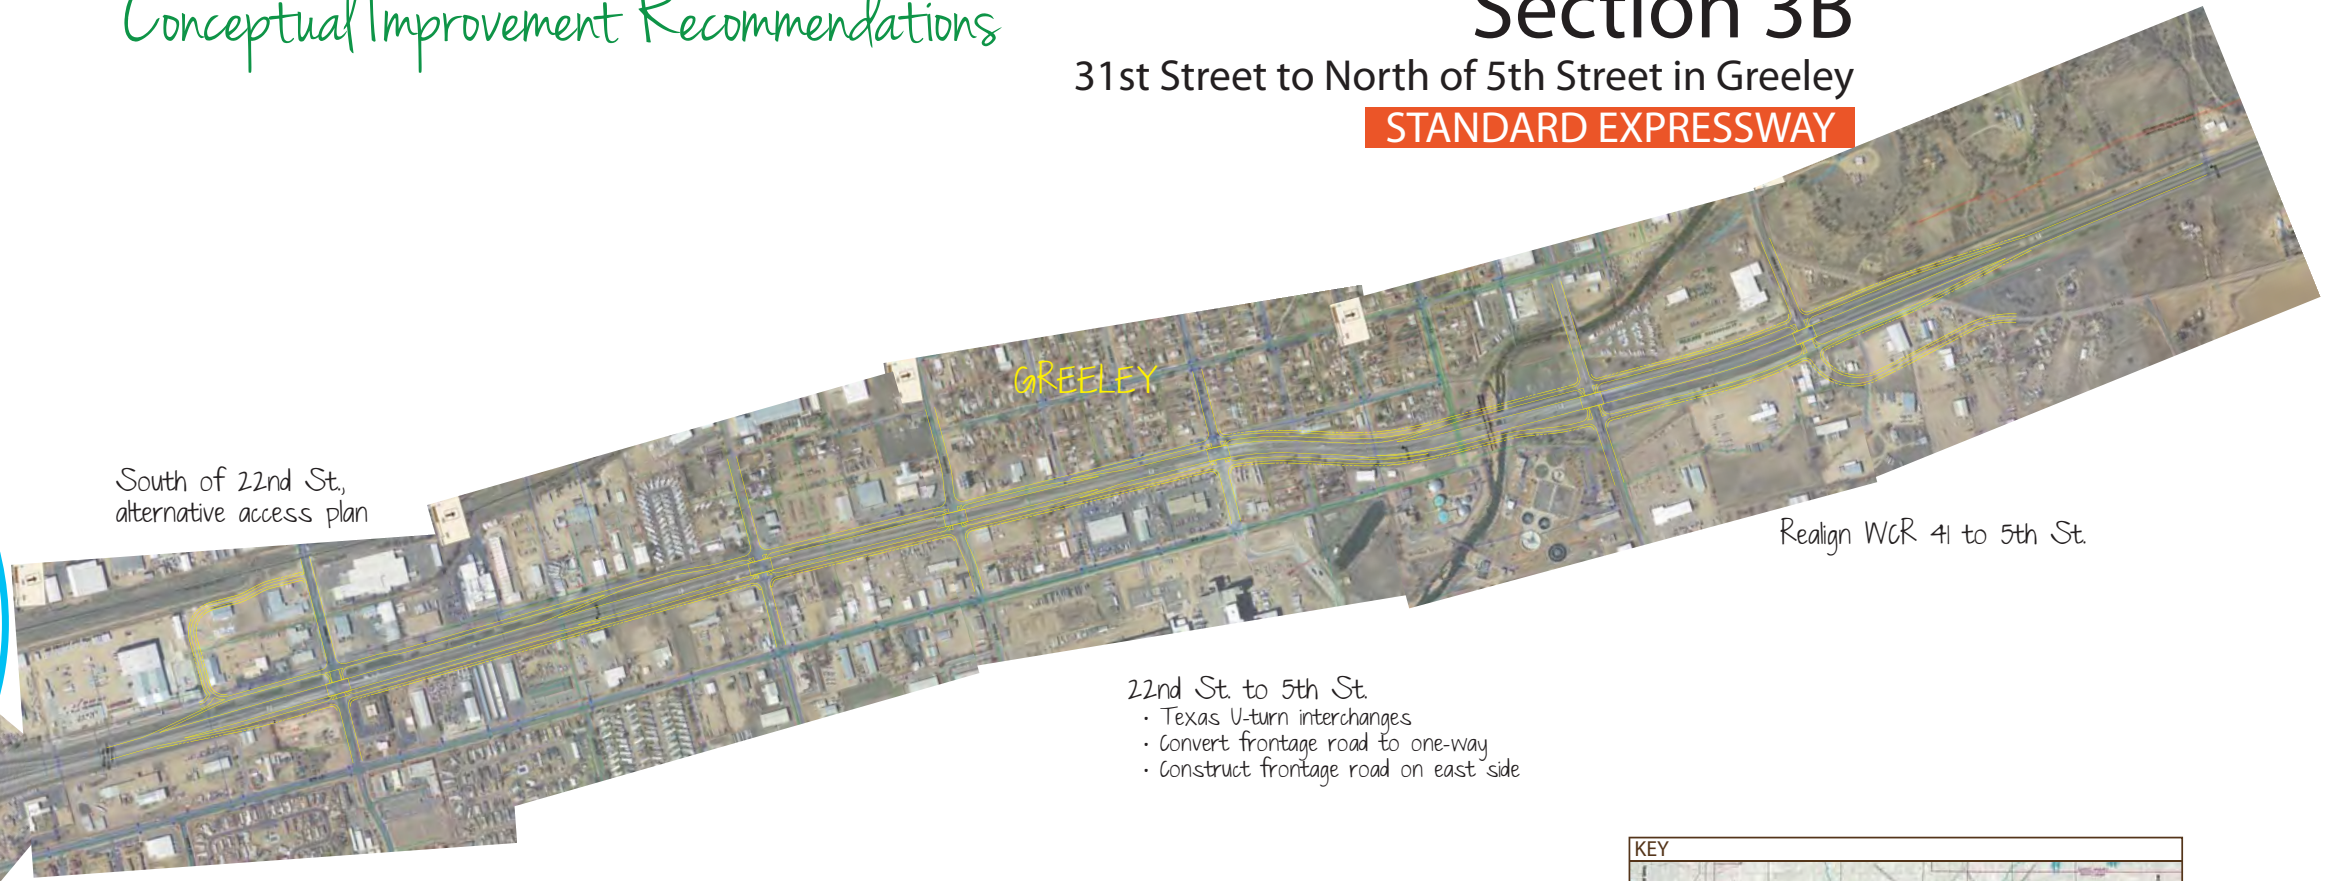 Conceptual Improvement Recommendations
Section 3B
31st Street to North of 5th Street in Greeley
STANDARD EXPRESSWAY
GREELEY
South of 22nd St.,
alternative access plan
Realign WCR 41 to 5th St.
22nd St. to 5th St.
· Texas U-turn interchanges
· Convert frontage road to one-way
· Construct frontage road on east side
KEY